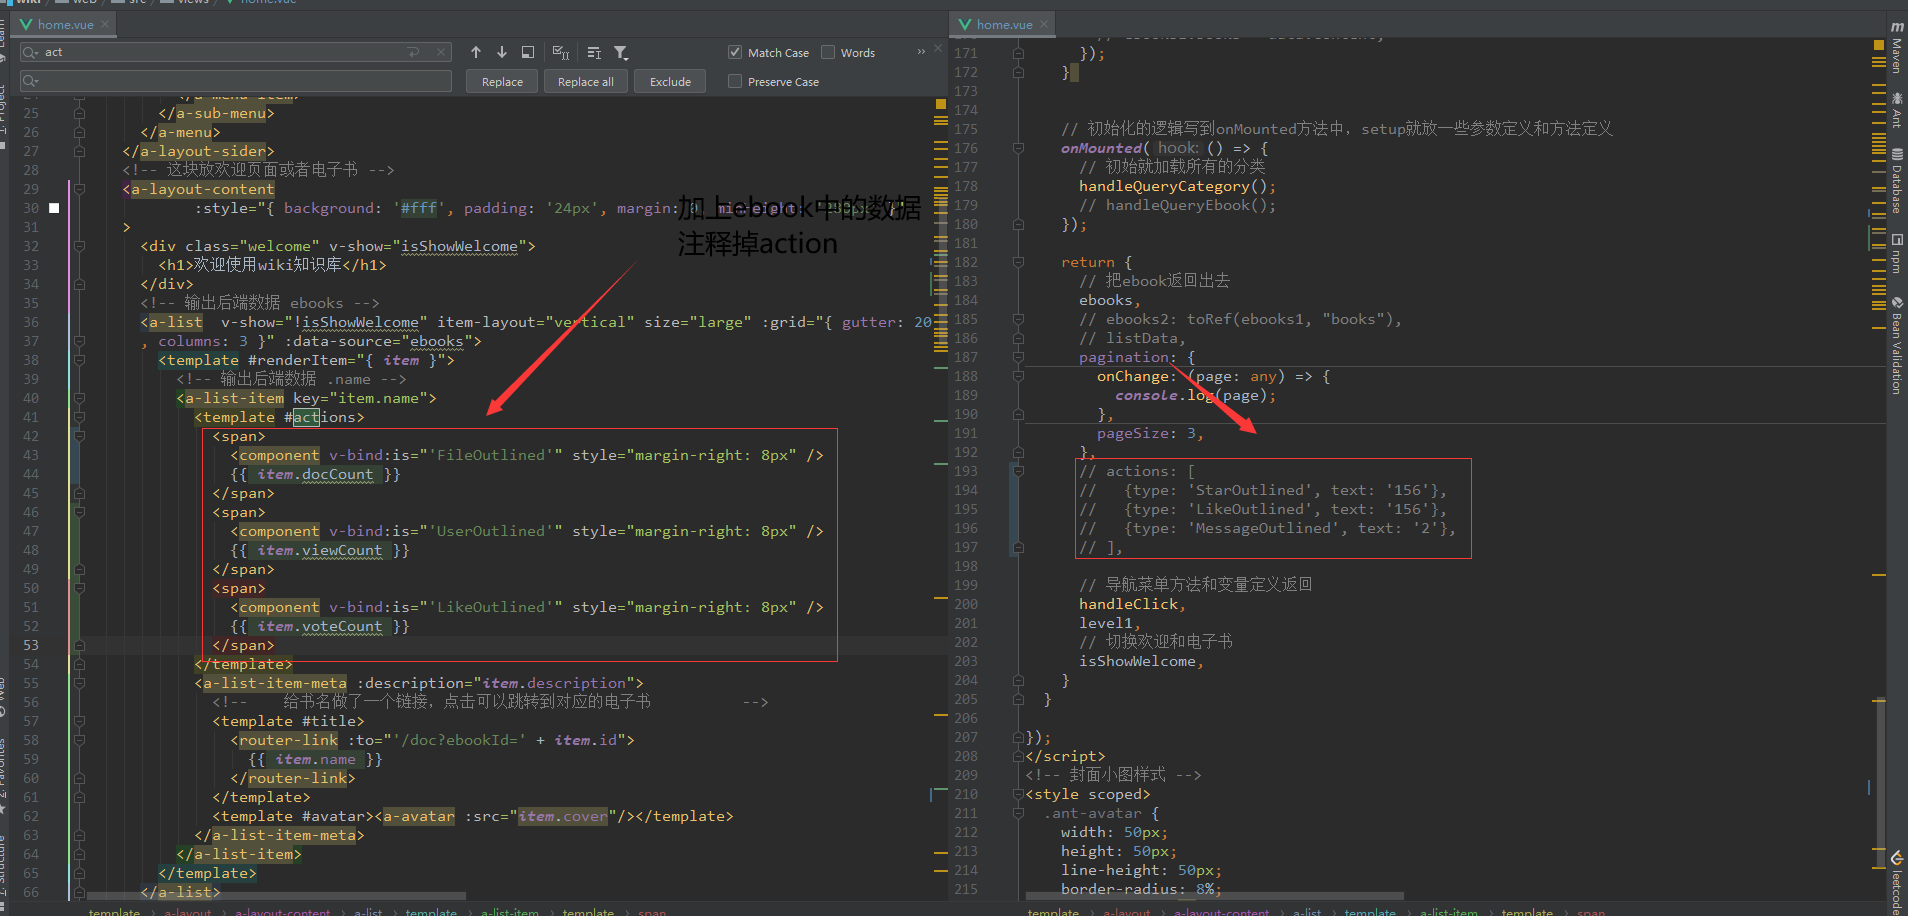 wiki web src views home.vue
home.vue
act
Match Case Words
Replace Replace all Exclude Preserve Case
25 </a-sub-menu>
26 </a-menu>
27 </a-layout-sider>
28 <!-- 这块放欢迎页面或者电子书 -->
29 <a-layout-content
30 :style="{ background: '#fff', padding: '24px', margin: 0,
31 >
32 <div class="welcome" v-show="isShowWelcome">
33 <h1>欢迎使用wiki知识库</h1>
34 </div>
35 <!-- 输出后端数据 ebooks -->
36 <a-list v-show="!isShowWelcome" item-layout="vertical" size="large" :grid="{ gutter: 20
37 , columns: 3 }" :data-source="ebooks">
38 <template #renderItem="{ item }">
39 <!-- 输出后端数据 .name -->
40 <a-list-item key="item.name">
41 <template #actions>
42 <span>
43 <component v-bind:is="'FileOutlined'" style="margin-right: 8px" />
44 {{ item.docCount }}
45 </span>
46 <span>
47 <component v-bind:is="'UserOutlined'" style="margin-right: 8px" />
48 {{ item.viewCount }}
49 </span>
50 <span>
51 <component v-bind:is="'LikeOutlined'" style="margin-right: 8px" />
52 {{ item.voteCount }}
53 </span>
54 </template>
55 <a-list-item-meta :description="item.description">
56 <!-- 给书名做了一个链接，点击可以跳转到对应的电子书 -->
57 <template #title>
58 <router-link :to="'/doc?ebookId=' + item.id">
59 {{ item.name }}
60 </router-link>
61 </template>
62 <template #avatar><a-avatar :src="item.cover"/></template>
63 </a-list-item-meta>
64 </a-list-item>
65 </template>
66 </a-list>
template a-layout a-layout-content a-list template a-list-item template span
加上ebook中的数据
注释掉action
home.vue
171 });
172 }
173
174
175 // 初始化的逻辑写到onMounted方法中，setup就放一些参数定义和方法定义
176 onMounted( hook: () => {
177 // 初始就加载所有的分类
178 handleQueryCategory();
179 // handleQueryEbook();
180 });
181
182 return {
183 // 把ebook返回出去
184 ebooks,
185 // ebooks2: toRef(ebooks1, "books"),
186 // listData,
187 pagination: {
188 onChange: (page: any) => {
189 console.log(page);
190 },
191 pageSize: 3,
192 },
193 // actions: [
194 // {type: 'StarOutlined', text: '156'},
195 // {type: 'LikeOutlined', text: '156'},
196 // {type: 'MessageOutlined', text: '2'},
197 // ],
198
199 // 导航菜单方法和变量定义返回
200 handleClick,
201 level1,
202 // 切换欢迎和电子书
203 isShowWelcome,
204 }
205 }
206
207 });
208 </script>
209 <!-- 封面小图样式 -->
210 <style scoped>
211 .ant-avatar {
212 width: 50px;
213 height: 50px;
214 line-height: 50px;
215 border-radius: 8%;
template a-layout a-layout-content a-list template a-list-item template span
Maven
Ant
Database
npm
Bean Validation
leetcode